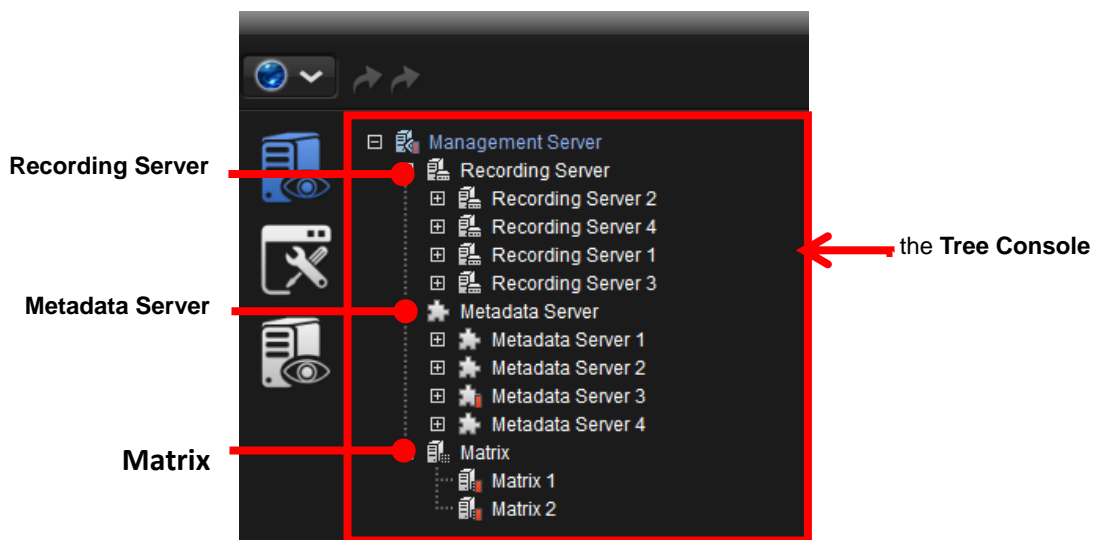 Management Server
Recording Server
Recording Server
Recording Server 2
Recording Server 4
the Tree Console
Recording Server 1
Recording Server 3
Metadata Server
Metadata Server
Metadata Server 1
Metadata Server 2
Metadata Server 3
Metadata Server 4
Matrix
Matrix
Matrix 1
Matrix 2